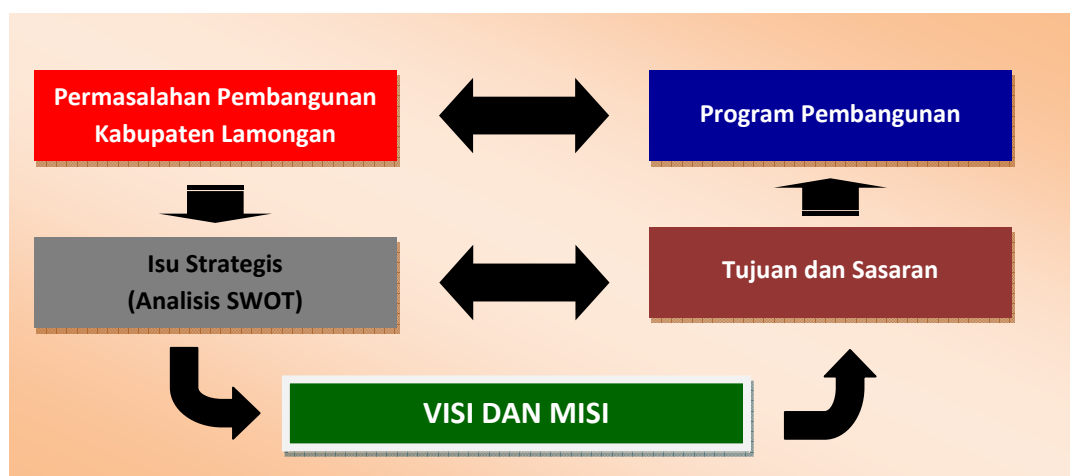 Permasalahan Pembangunan
Kabupaten Lamongan
Program Pembangunan
Isu Strategis
(Analisis SWOT)
Tujuan dan Sasaran
VISI DAN MISI